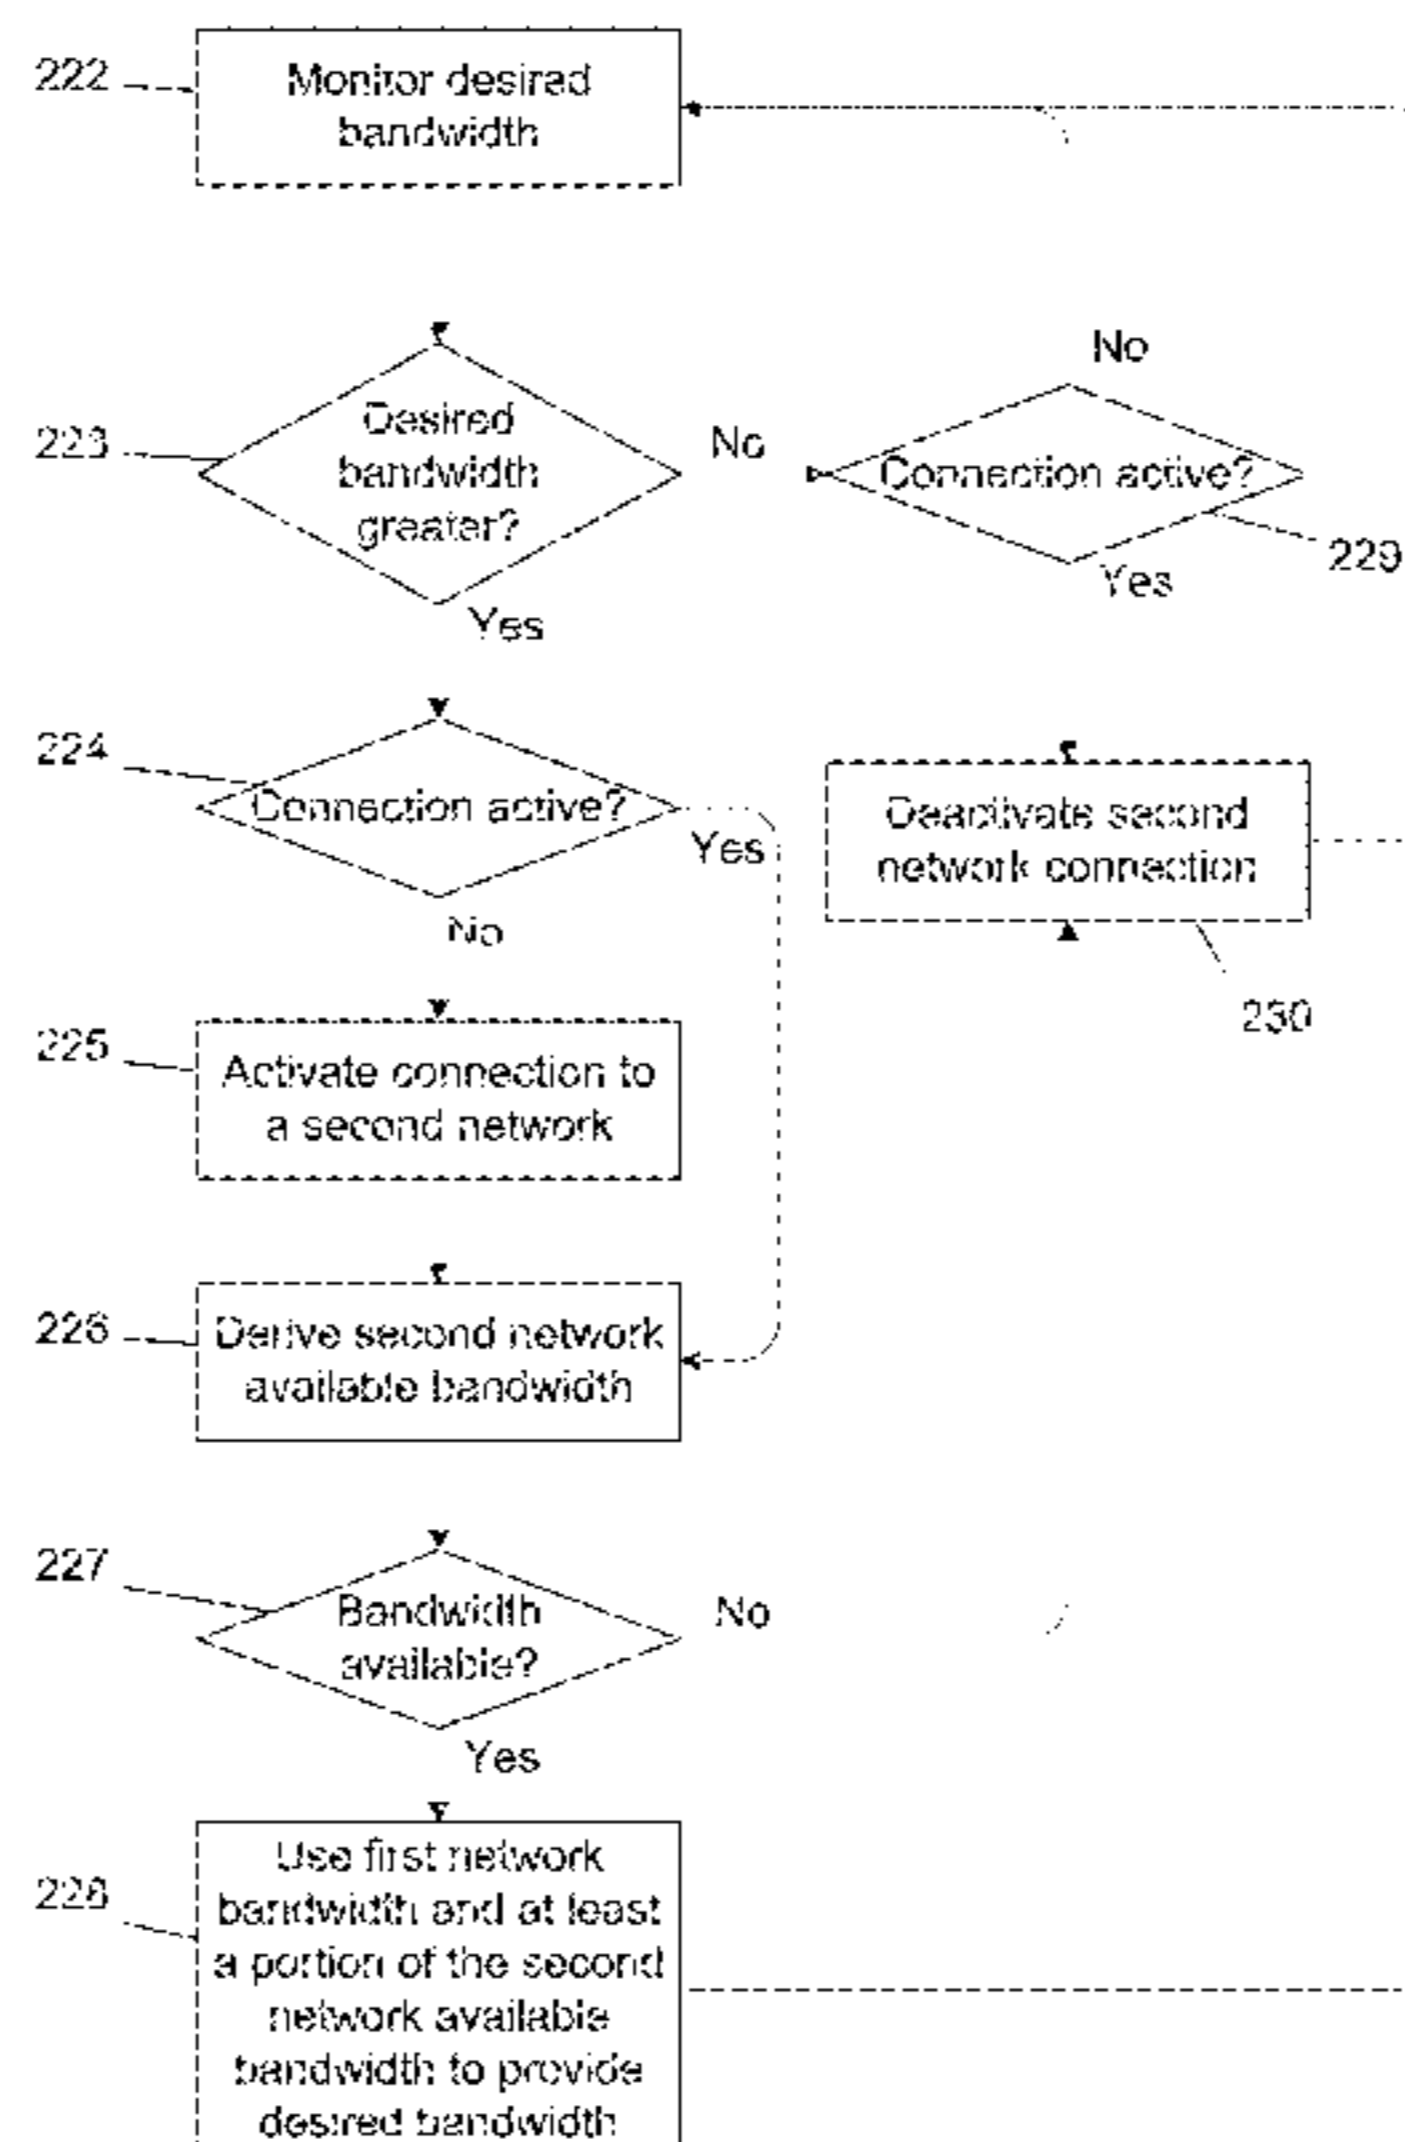 222
Monitor desired
bandwidth
223
Desired
bandwidth
greater?
No
Yes
No
Connection active?
229
Yes
224
Connection active?
Yes
No
Deactivate second
network connection
230
225
Activate connection to
a second network
226
Derive second network
available bandwidth
227
Bandwidth
available?
No
Yes
228
Use first network
bandwidth and at least
a portion of the second
network available
bandwidth to provide
desired bandwidth